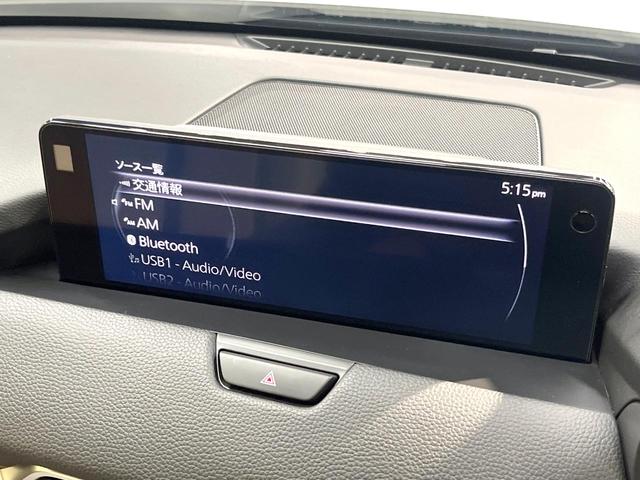 ソース一覧
交通情報
5:15pm
FM
AM
Bluetooth
USB1 - Audio/Video
USB2 - Audio/Video